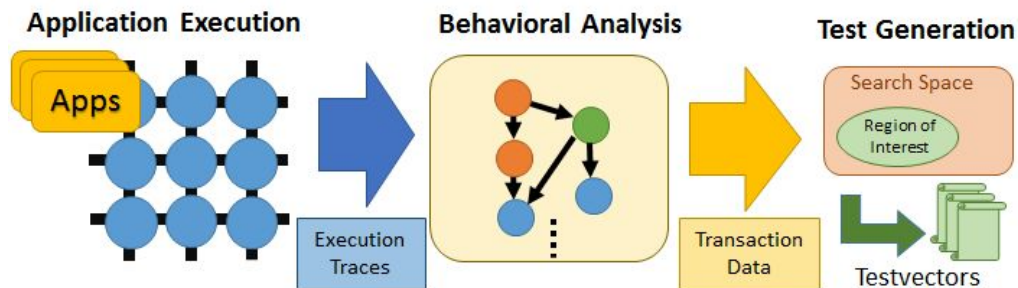 Application Execution
Behavioral Analysis
Test Generation
Apps
Search Space
Region of
Interest
Execution
Traces
Transaction
Data
Testvectors